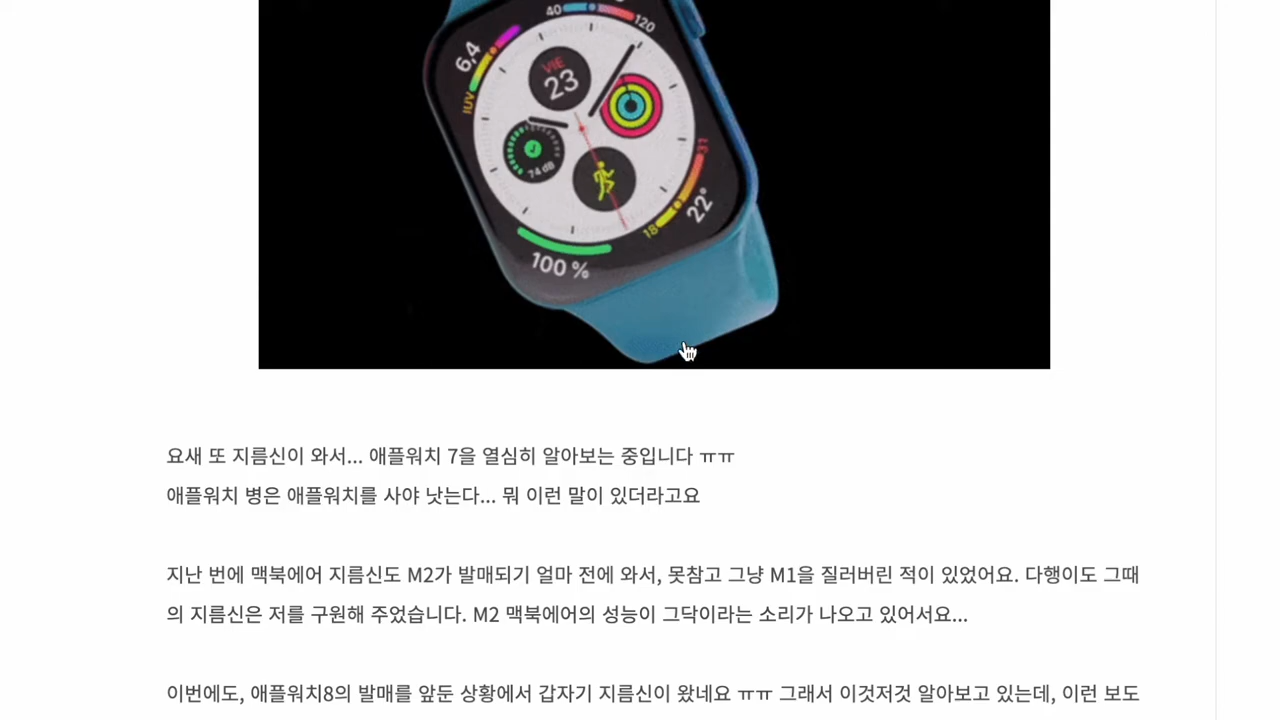 40
120
6,4
IUV
VIE
23
74 dB
31
22°
18
100 %
요새 또 지름신이 와서... 애플워치 7을 열심히 알아보는 중입니다 ㅠㅠ
애플워치 병은 애플워치를 사야 낫는다... 뭐 이런 말이 있더라고요
지난 번에 맥북에어 지름신도 M2가 발매되기 얼마 전에 와서, 못참고 그냥 M1을 질러버린 적이 있었어요. 다행이도 그때
의 지름신은 저를 구원해 주었습니다. M2 맥북에어의 성능이 그닥이라는 소리가 나오고 있어서요...
이번에도, 애플워치8의 발매를 앞둔 상황에서 갑자기 지름신이 왔네요 ㅠㅠ 그래서 이것저것 알아보고 있는데, 이런 보도